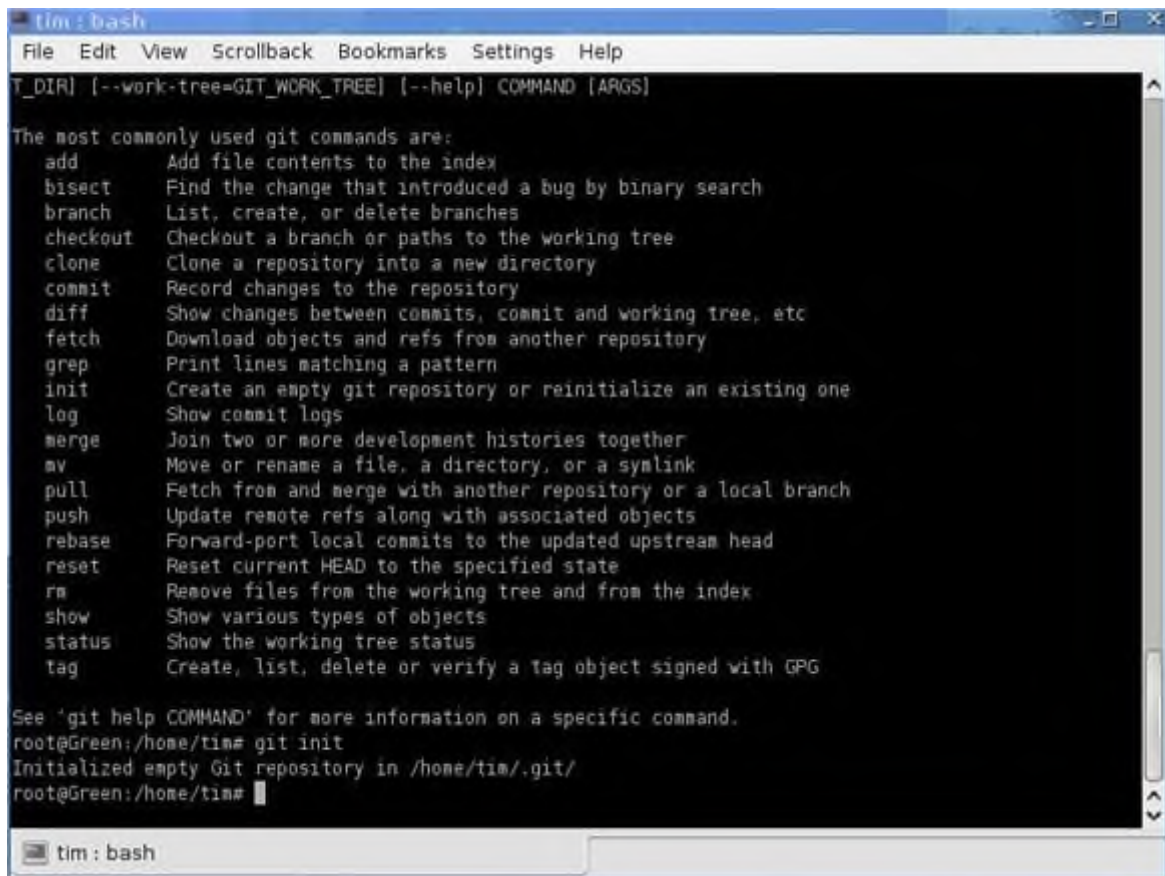 tim : bash
File Edit View Scrollback Bookmarks Settings Help
T_DIR] [--work-tree=GIT_WORK_TREE] [--help] COMMAND [ARGS]
The most commonly used git commands are:
add Add file contents to the index
bisect Find the change that introduced a bug by binary search
branch List, create, or delete branches
checkout Checkout a branch or paths to the working tree
clone Clone a repository into a new directory
commit Record changes to the repository
diff Show changes between commits, commit and working tree, etc
fetch Download objects and refs from another repository
grep Print lines matching a pattern
init Create an empty git repository or reinitialize an existing one
log Show commit logs
merge Join two or more development histories together
mv Move or rename a file, a directory, or a symlink
pull Fetch from and merge with another repository or a local branch
push Update remote refs along with associated objects
rebase Forward-port local commits to the updated upstream head
reset Reset current HEAD to the specified state
rm Remove files from the working tree and from the index
show Show various types of objects
status Show the working tree status
tag Create, list, delete or verify a tag object signed with GPG
See 'git help COMMAND' for more information on a specific command.
root@Green:/home/tim# git init
Initialized empty Git repository in /home/tim/.git/
root@Green:/home/tim#
tim : bash